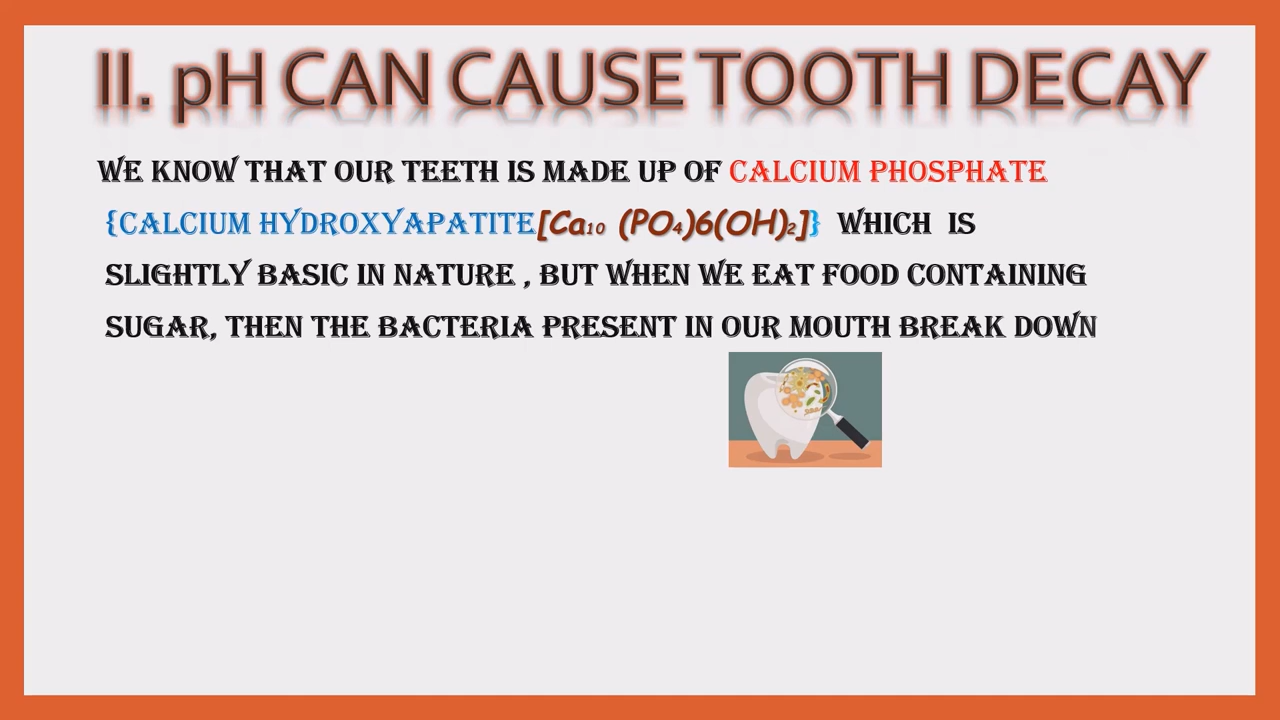 II. pH CAN CAUSE TOOTH DECAY
WE KNOW THAT OUR TEETH IS MADE UP OF CALCIUM PHOSPHATE
{CALCIUM HYDROXYAPATITE[Ca₁₀ (PO₄)6(OH)₂]} WHICH IS
SLIGHTLY BASIC IN NATURE , BUT WHEN WE EAT FOOD CONTAINING
SUGAR, THEN THE BACTERIA PRESENT IN OUR MOUTH BREAK DOWN